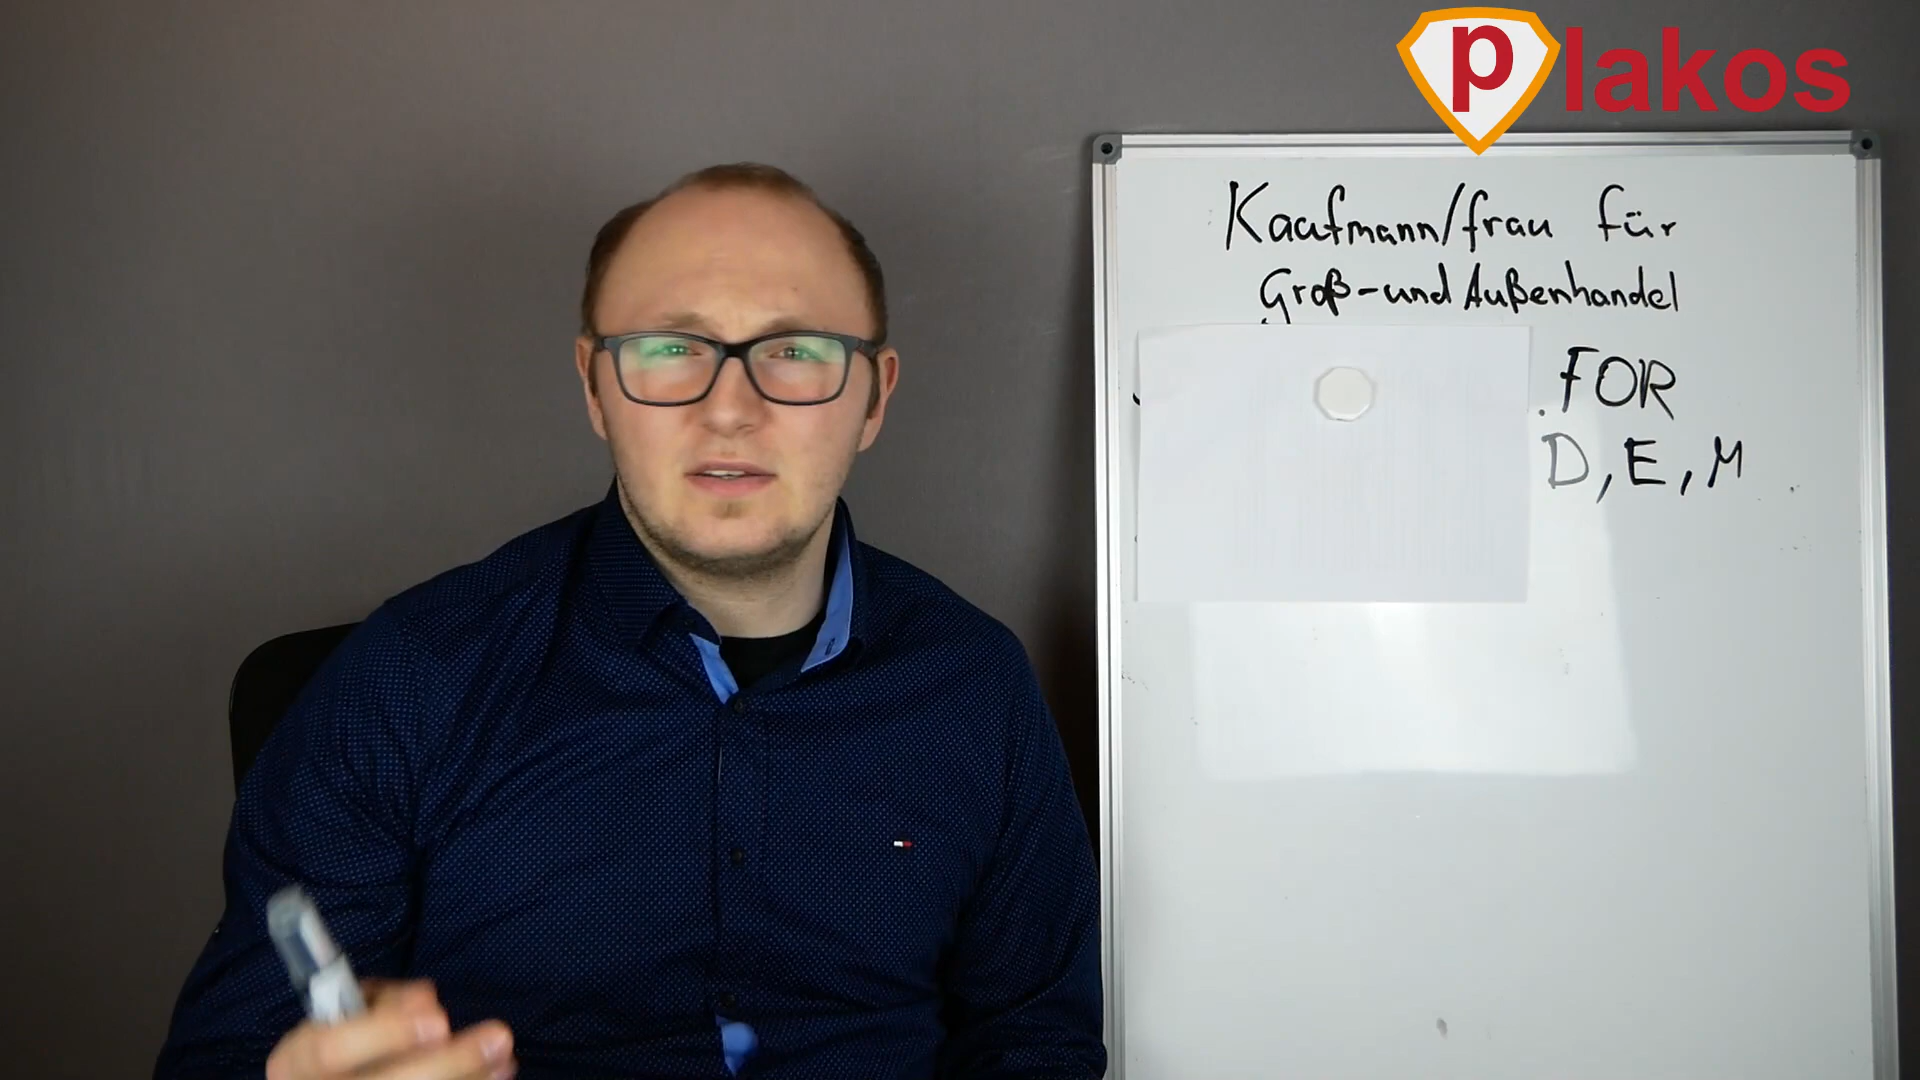 plakos
Kaufmann/frau für
Groß-und Außenhandel
FOR
D, E, M